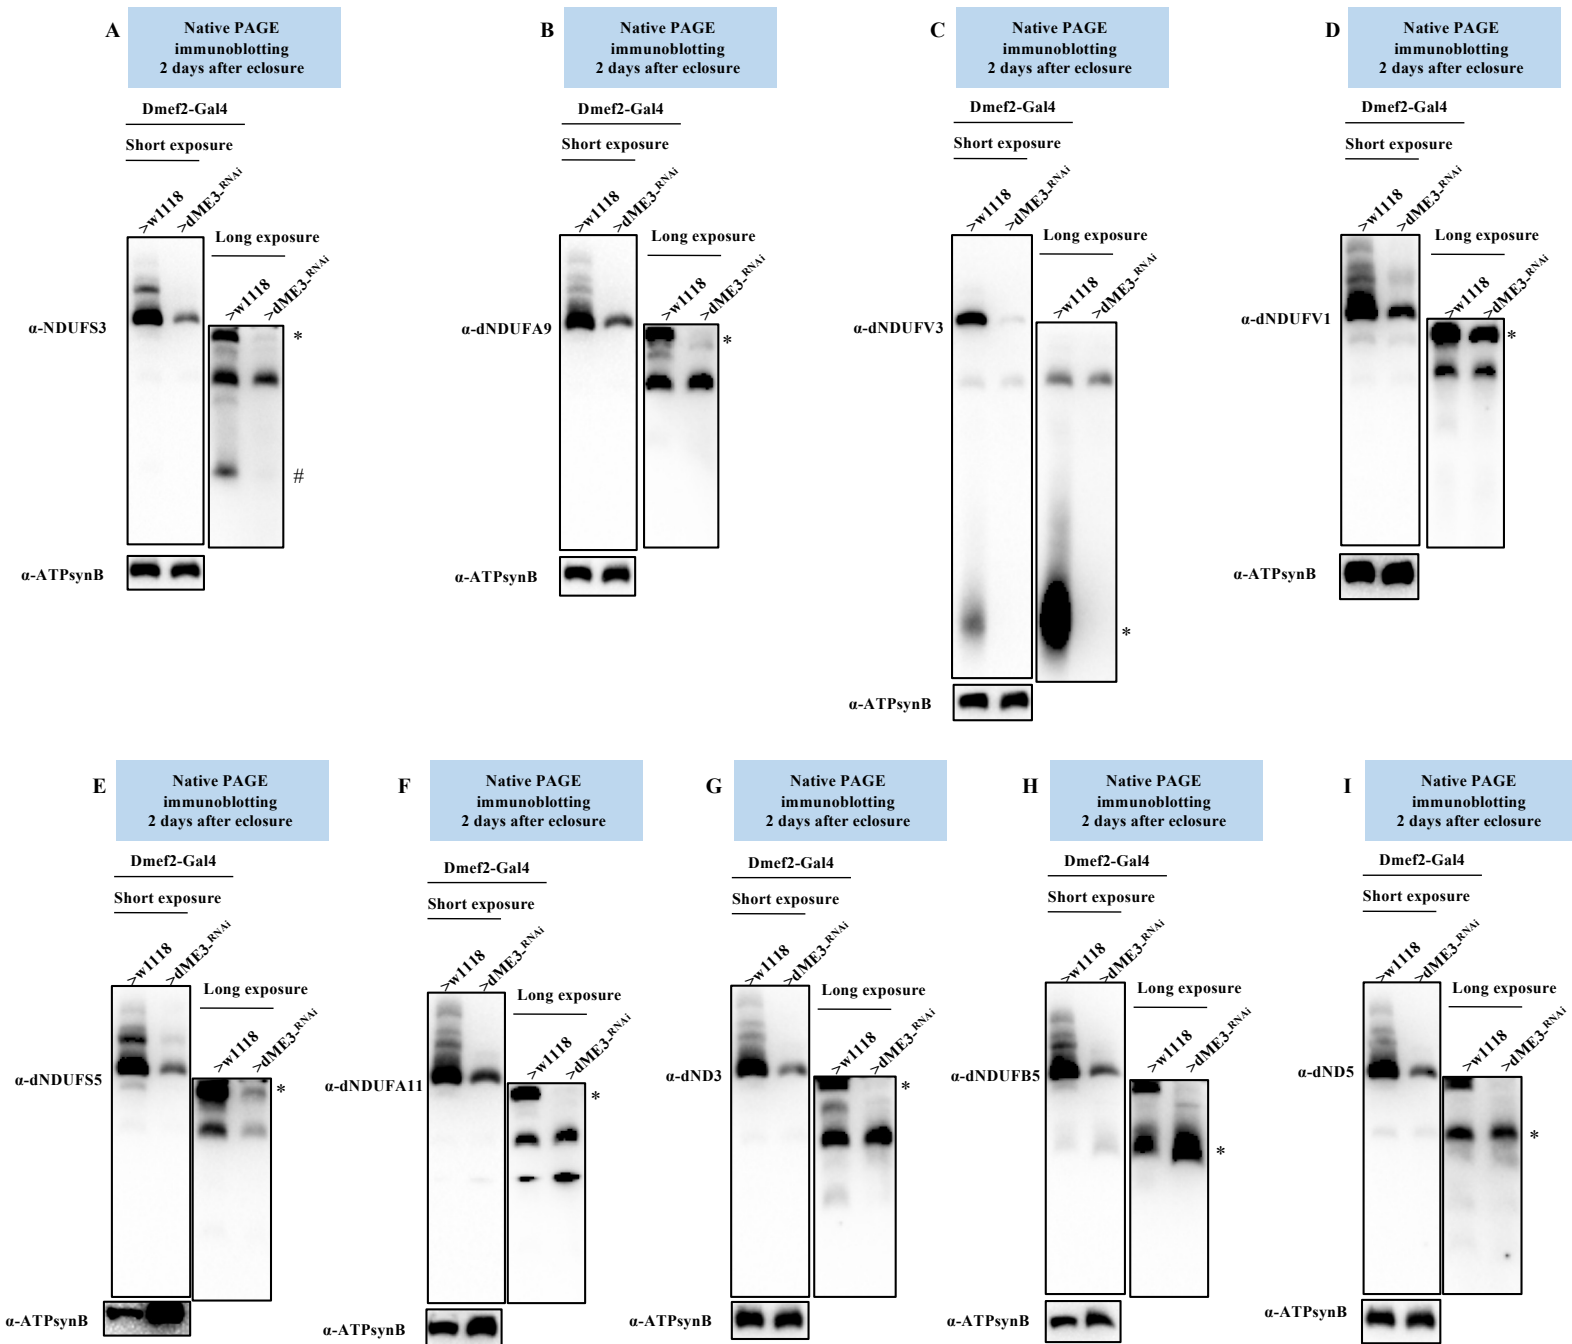 A
Native PAGE
immunoblotting
2 days after eclosure
Dmef2-Gal4
Short exposure
>w1118
>dME3-RNAi
Long exposure
>w1118
>dME3-RNAi
α-NDUFS3
*
#
α-ATPsynB
B
Native PAGE
immunoblotting
2 days after eclosure
Dmef2-Gal4
Short exposure
>w1118
>dME3-RNAi
Long exposure
>w1118
>dME3-RNAi
α-dNDUFA9
*
α-ATPsynB
C
Native PAGE
immunoblotting
2 days after eclosure
Dmef2-Gal4
Short exposure
>w1118
>dME3-RNAi
Long exposure
>w1118
>dME3-RNAi
α-dNDUFV3
*
α-ATPsynB
D
Native PAGE
immunoblotting
2 days after eclosure
Dmef2-Gal4
Short exposure
>w1118
>dME3-RNAi
Long exposure
>w1118
>dME3-RNAi
α-dNDUFV1
*
α-ATPsynB
E
Native PAGE
immunoblotting
2 days after eclosure
Dmef2-Gal4
Short exposure
>w1118
>dME3-RNAi
Long exposure
>w1118
>dME3-RNAi
α-dNDUFS5
*
α-ATPsynB
F
Native PAGE
immunoblotting
2 days after eclosure
Dmef2-Gal4
Short exposure
>w1118
>dME3-RNAi
Long exposure
>w1118
>dME3-RNAi
α-dNDUFA11
*
α-ATPsynB
G
Native PAGE
immunoblotting
2 days after eclosure
Dmef2-Gal4
Short exposure
>w1118
>dME3-RNAi
Long exposure
>w1118
>dME3-RNAi
α-dND3
*
α-ATPsynB
H
Native PAGE
immunoblotting
2 days after eclosure
Dmef2-Gal4
Short exposure
>w1118
>dME3-RNAi
Long exposure
>w1118
>dME3-RNAi
α-dNDUFB5
*
α-ATPsynB
I
Native PAGE
immunoblotting
2 days after eclosure
Dmef2-Gal4
Short exposure
>w1118
>dME3-RNAi
Long exposure
>w1118
>dME3-RNAi
α-dND5
*
α-ATPsynB